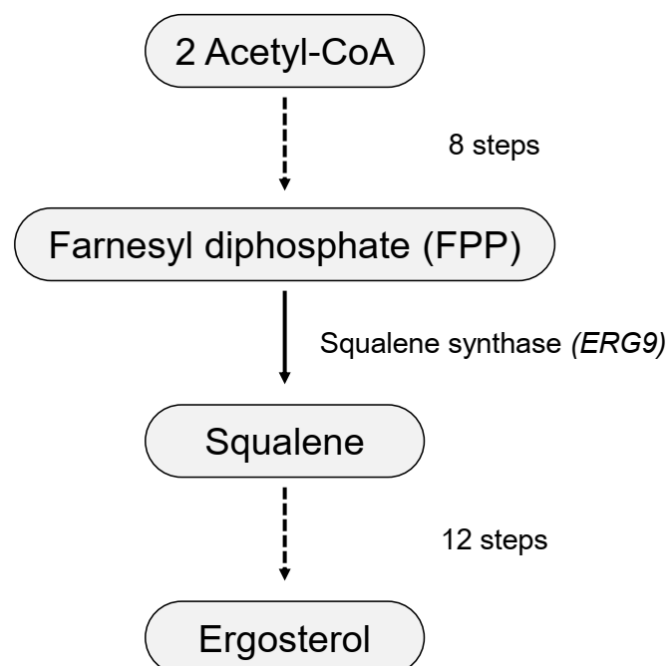 2 Acetyl-CoA
8 steps
Farnesyl diphosphate (FPP)
Squalene synthase (ERG9)
Squalene
12 steps
Ergosterol